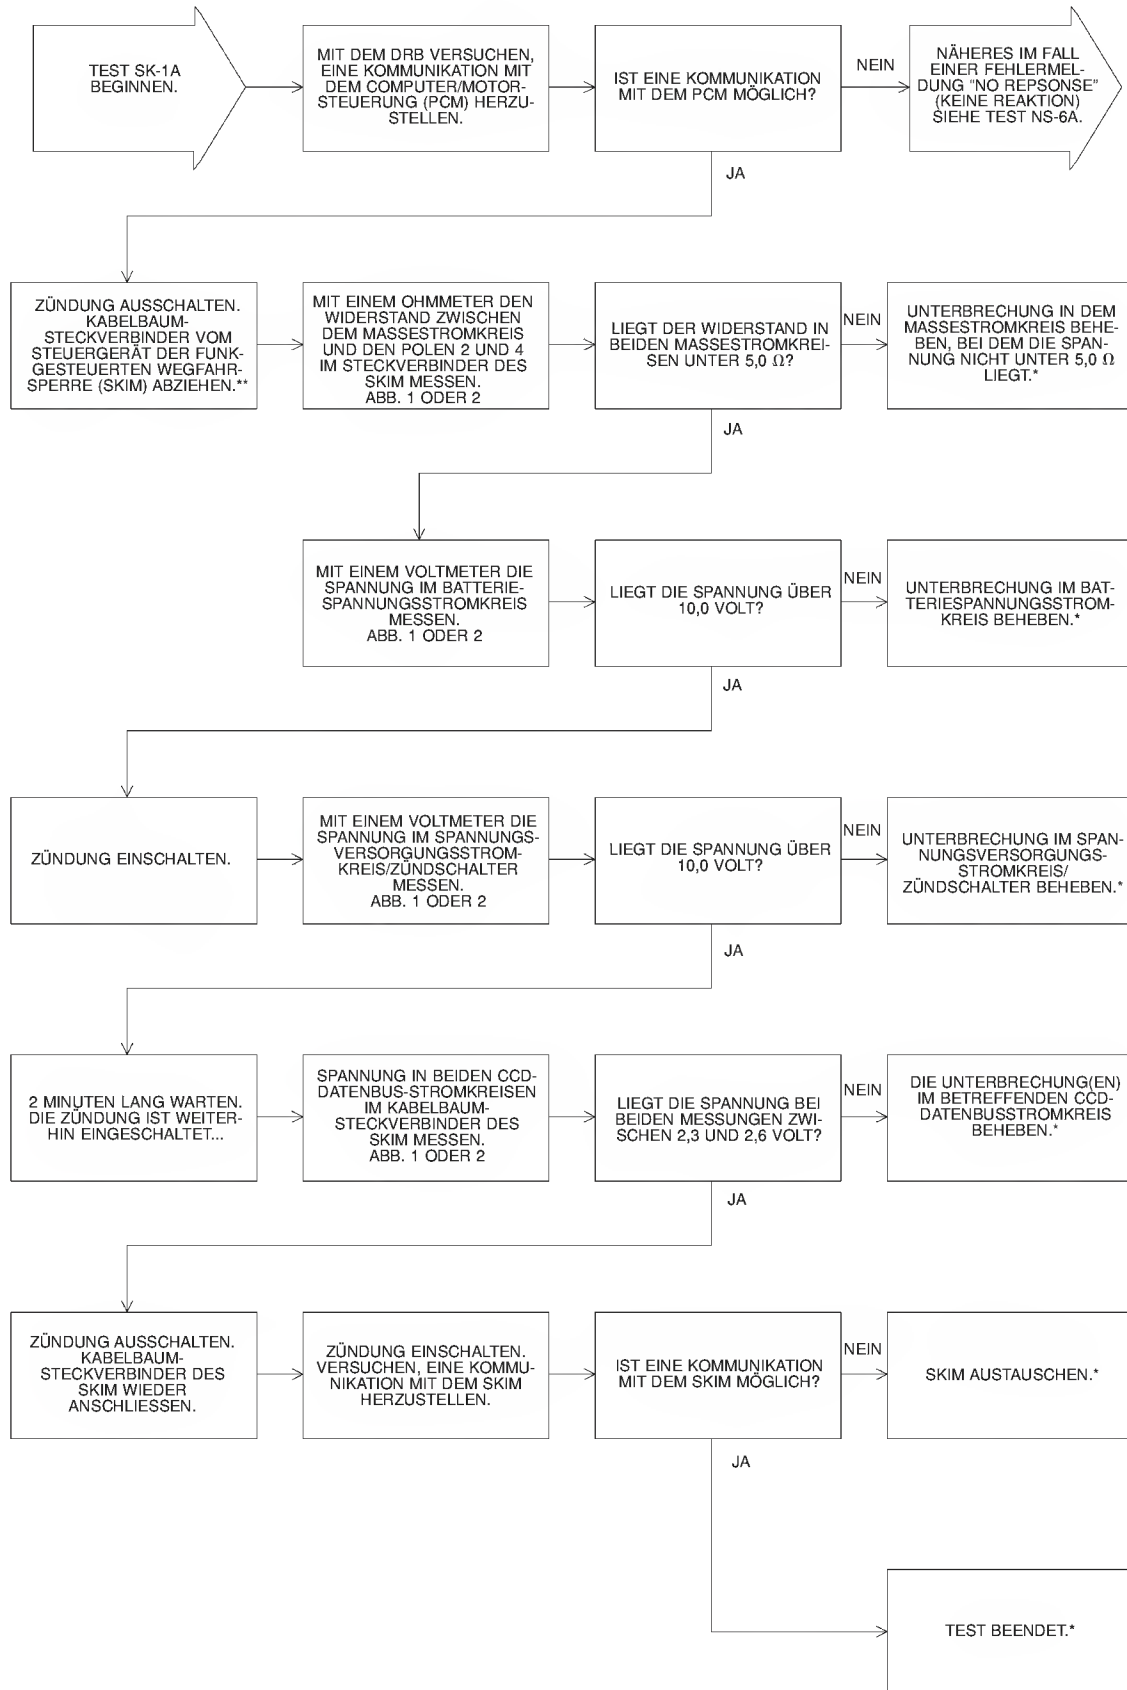 TEST SK-1A
BEGINNEN.
MIT DEM DRB VERSUCHEN,
EINE KOMMUNIKATION MIT
DEM COMPUTER/MOTOR-
STEUERUNG (PCM) HERZU-
STELLEN.
IST EINE KOMMUNIKATION
MIT DEM PCM MÖGLICH?
NEIN
NÄHERES IM FALL
EINER FEHLERMEL-
DUNG "NO REPSONSE"
(KEINE REAKTION)
SIEHE TEST NS-6A.
JA
ZÜNDUNG AUSSCHALTEN.
KABELBAUM-
STECKVERBINDER VOM
STEUERGERÄT DER FUNK-
GESTEUERTEN WEGFAHR-
SPERRE (SKIM) ABZIEHEN.**
MIT EINEM OHMMETER DEN
WIDERSTAND ZWISCHEN
DEM MASSESTROMKREIS
UND DEN POLEN 2 UND 4
IM STECKVERBINDER DES
SKIM MESSEN.
ABB. 1 ODER 2
LIEGT DER WIDERSTAND IN
BEIDEN MASSESTROMKREI-
SEN UNTER 5,0 Ω?
NEIN
UNTERBRECHUNG IN DEM
MASSESTROMKREIS BEHE-
BEN, BEI DEM DIE SPAN-
NUNG NICHT UNTER 5,0 Ω
LIEGT.*
JA
MIT EINEM VOLTMETER DIE
SPANNUNG IM BATTERIE-
SPANNUNGSSTROMKREIS
MESSEN.
ABB. 1 ODER 2
LIEGT DIE SPANNUNG ÜBER
10,0 VOLT?
NEIN
UNTERBRECHUNG IM BAT-
TERIESPANNUNGSSTROM-
KREIS BEHEBEN.*
JA
ZÜNDUNG EINSCHALTEN.
MIT EINEM VOLTMETER DIE
SPANNUNG IM SPANNUNGS-
VERSORGUNGSSTROM-
KREIS/ZÜNDSCHALTER
MESSEN.
ABB. 1 ODER 2
LIEGT DIE SPANNUNG ÜBER
10,0 VOLT?
NEIN
UNTERBRECHUNG IM SPAN-
NUNGSVERSORGUNGS-
STROMKREIS/
ZÜNDSCHALTER BEHEBEN.*
JA
2 MINUTEN LANG WARTEN.
DIE ZÜNDUNG IST WEITER-
HIN EINGESCHALTET...
SPANNUNG IN BEIDEN CCD-
DATENBUS-STROMKREISEN
IM KABELBAUM-
STECKVERBINDER DES
SKIM MESSEN.
ABB. 1 ODER 2
LIEGT DIE SPANNUNG BEI
BEIDEN MESSUNGEN ZWI-
SCHEN 2,3 UND 2,6 VOLT?
NEIN
DIE UNTERBRECHUNG(EN)
IM BETREFFENDEN CCD-
DATENBUSSTROMKREIS
BEHEBEN.*
JA
ZÜNDUNG AUSSCHALTEN.
KABELBAUM-
STECKVERBINDER DES
SKIM WIEDER
ANSCHLIESSEN.
ZÜNDUNG EINSCHALTEN.
VERSUCHEN, EINE KOMMU-
NIKATION MIT DEM SKIM
HERZUSTELLEN.
IST EINE KOMMUNIKATION
MIT DEM SKIM MÖGLICH?
NEIN
SKIM AUSTAUSCHEN.*
JA
TEST BEENDET.*